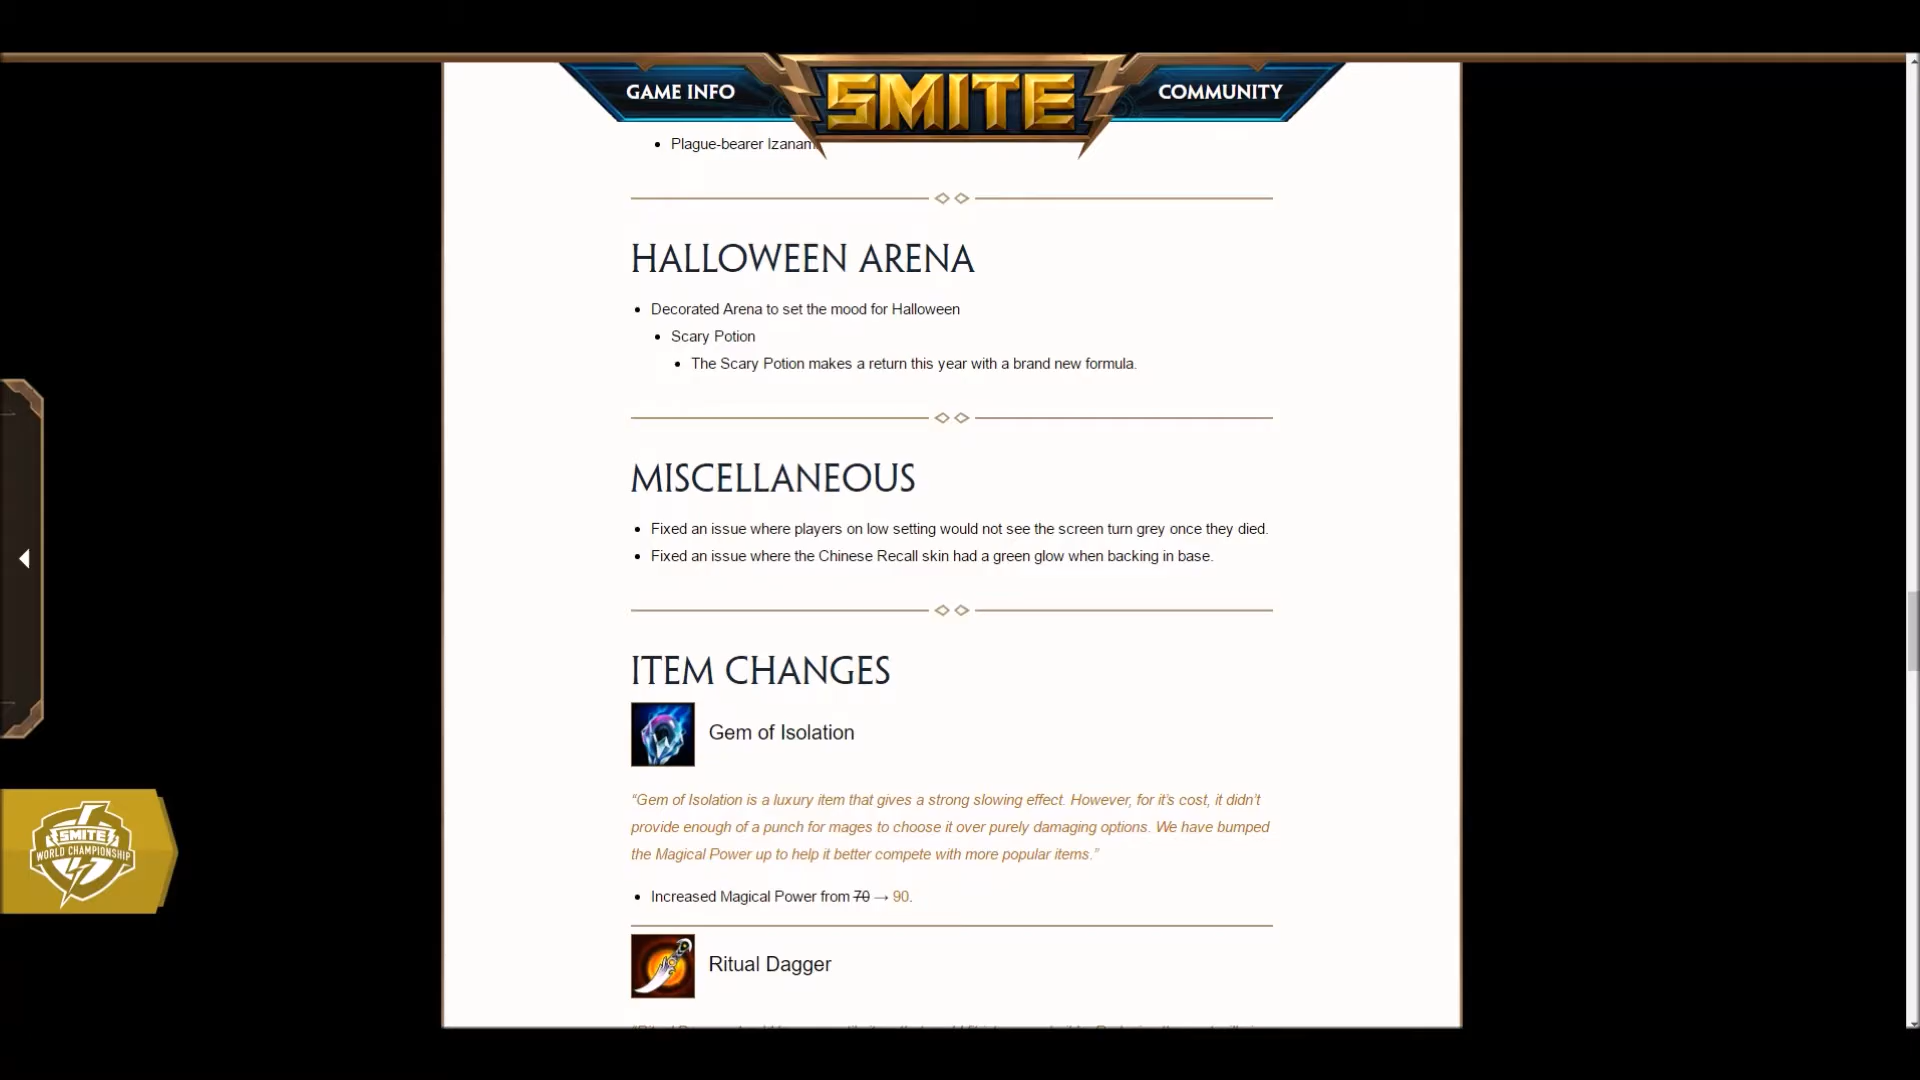 GAME INFO
SMITE
COMMUNITY
Plague-bearer Izanam
HALLOWEEN ARENA
Decorated Arena to set the mood for Halloween
Scary Potion
The Scary Potion makes a return this year with a brand new formula.
MISCELLANEOUS
Fixed an issue where players on low setting would not see the screen turn grey once they died.
Fixed an issue where the Chinese Recall skin had a green glow when backing in base.
ITEM CHANGES
Gem of Isolation
“Gem of Isolation is a luxury item that gives a strong slowing effect. However, for it’s cost, it didn’t
provide enough of a punch for mages to choose it over purely damaging options. We have bumped
the Magical Power up to help it better compete with more popular items.”
Increased Magical Power from 70 → 90.
SMITE
WORLD CHAMPIONSHIP
Ritual Dagger